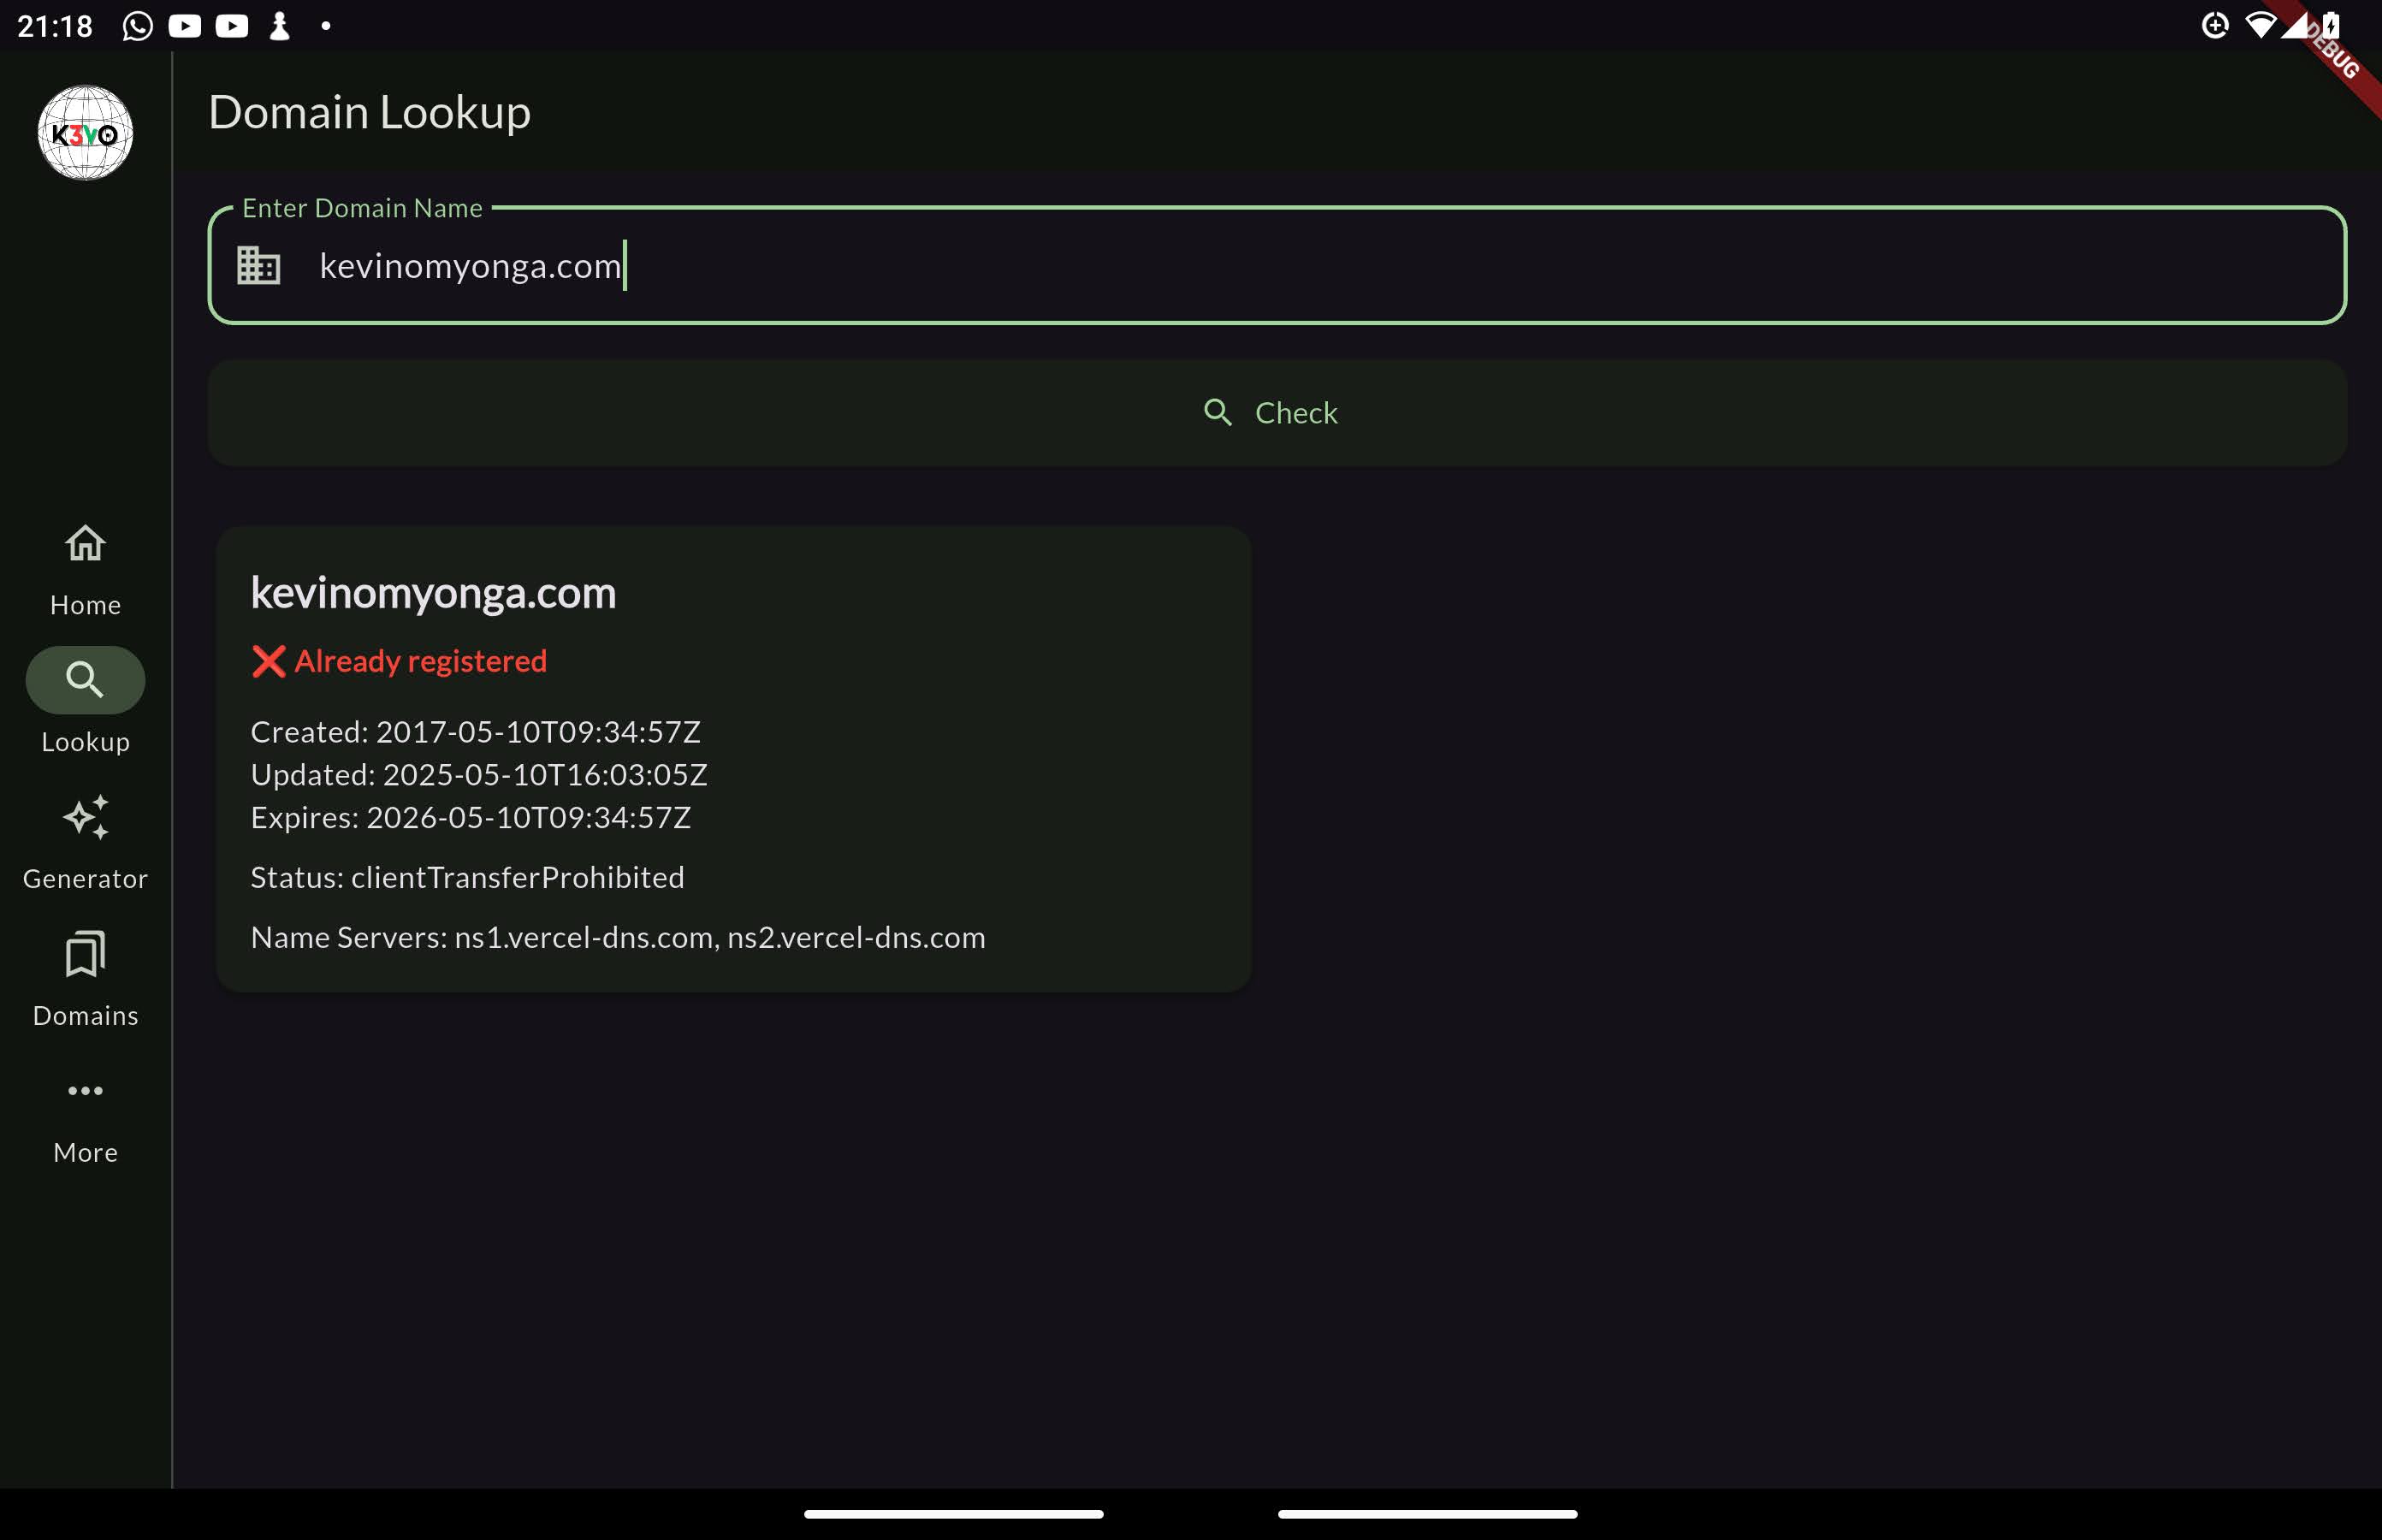 21:18
DEBUG
K3VO
Domain Lookup
Enter Domain Name
kevinomyonga.com
Check
kevinomyonga.com
❌ Already registered
Created: 2017-05-10T09:34:57Z
Updated: 2025-05-10T16:03:05Z
Expires: 2026-05-10T09:34:57Z
Status: clientTransferProhibited
Name Servers: ns1.vercel-dns.com, ns2.vercel-dns.com
Home
Lookup
Generator
Domains
More